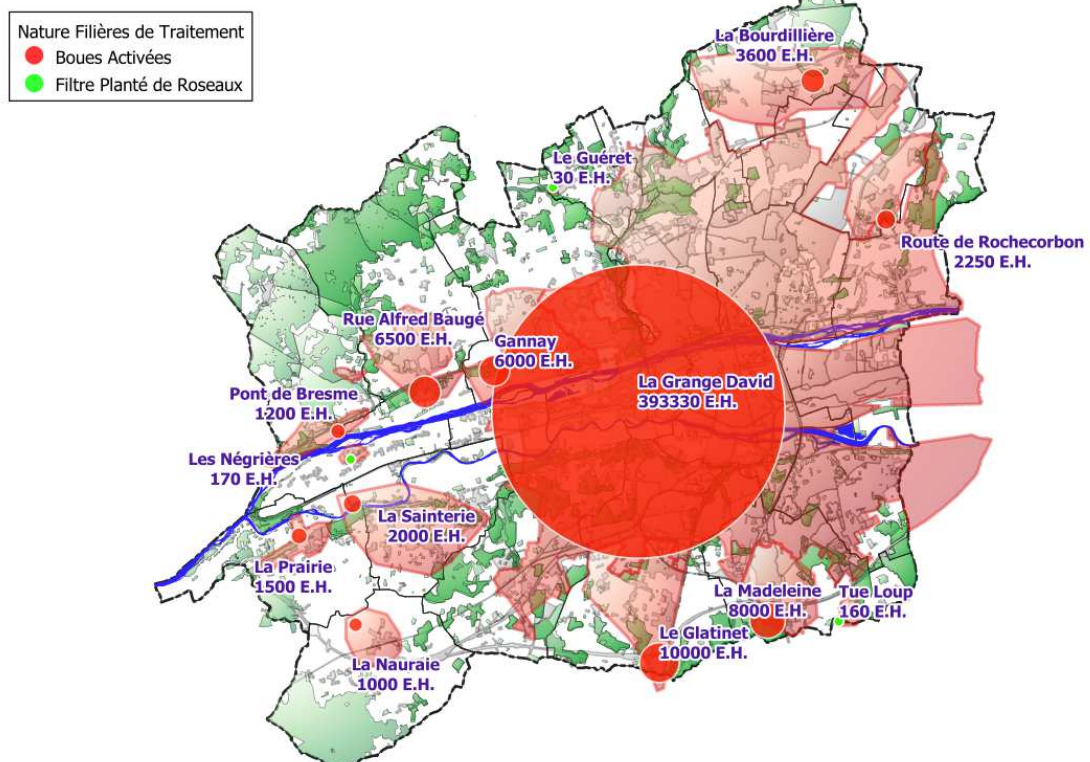 Nature Filières de Traitement
Boues Activées
Filtre Planté de Roseaux
La Bourdillière
3600 E.H.
Le Guéret
30 E.H.
Route de Rochecorbon
2250 E.H.
Rue Alfred Baugé
6500 E.H.
Gannay
6000 E.H.
La Grange David
393330 E.H.
Pont de Bresme
1200 E.H.
Les Négrières
170 E.H.
La Sainterie
2000 E.H.
La Prairie
1500 E.H.
La Madeleine
8000 E.H.
Tue Loup
160 E.H.
Le Glatinet
10000 E.H.
La Nauraie
1000 E.H.